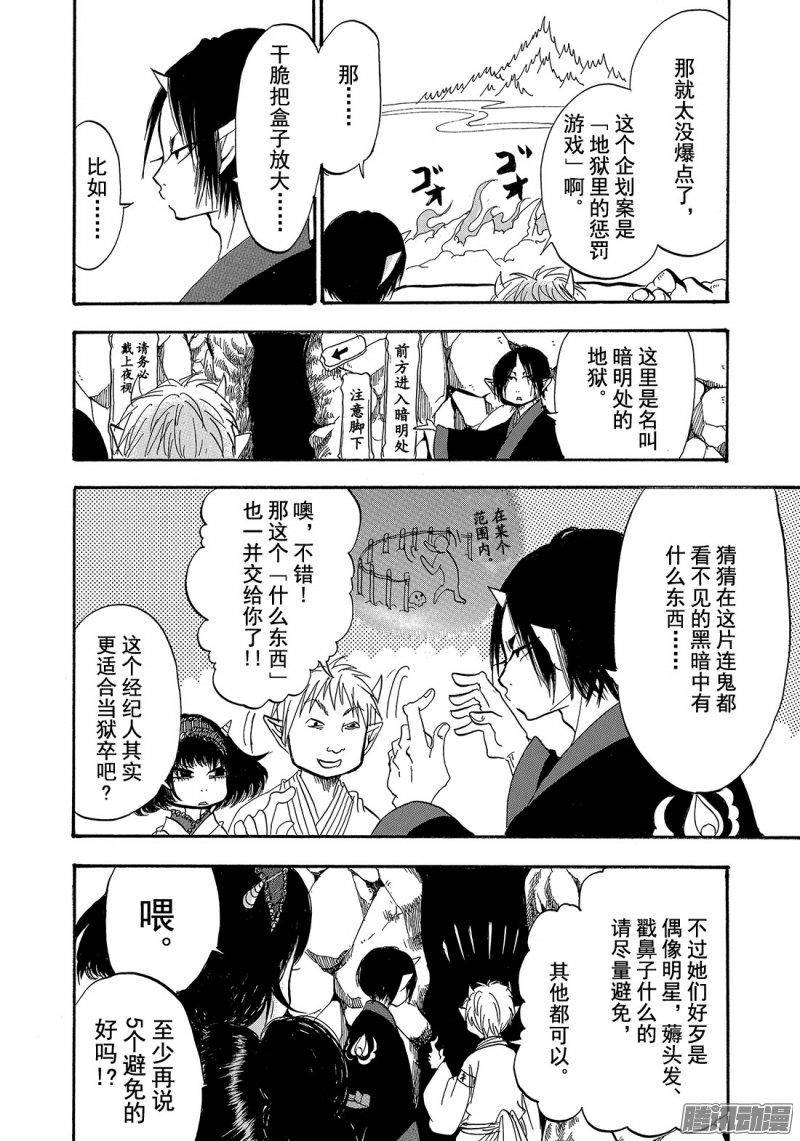 那就太没爆点了，
这个企划案是
「地狱里的惩罚
游戏」啊。
ゴォ
ゴォ
那……
干脆把盒子放大……
比如……
这里是名叫
暗明处的
地狱。
前方进入暗明处
注意脚下
请务必
戴上夜视
猜猜在这片连鬼都
看不见的黑暗中有
什么东西……
在某个
范围内。
噢，不错！
那这个「什么东西」
也一并交给你了!!
这个经纪人其实
更适合当狱卒吧？
不过她们好歹是
偶像明星，薅头发、
戳鼻子什么的
请尽量避免，
其他都可以。
喂。
至少再说
5个避免的
好吗!?
腾讯动漫